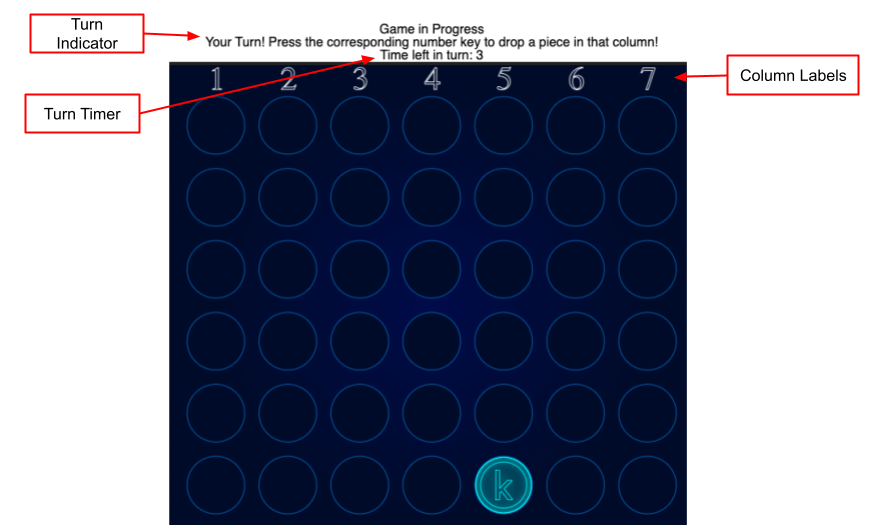 Turn
Indicator
Game in Progress
Your Turn! Press the corresponding number key to drop a piece in that column!
Time left in turn: 3
1 2 3 4 5 6 7
Column Labels
Turn Timer
k